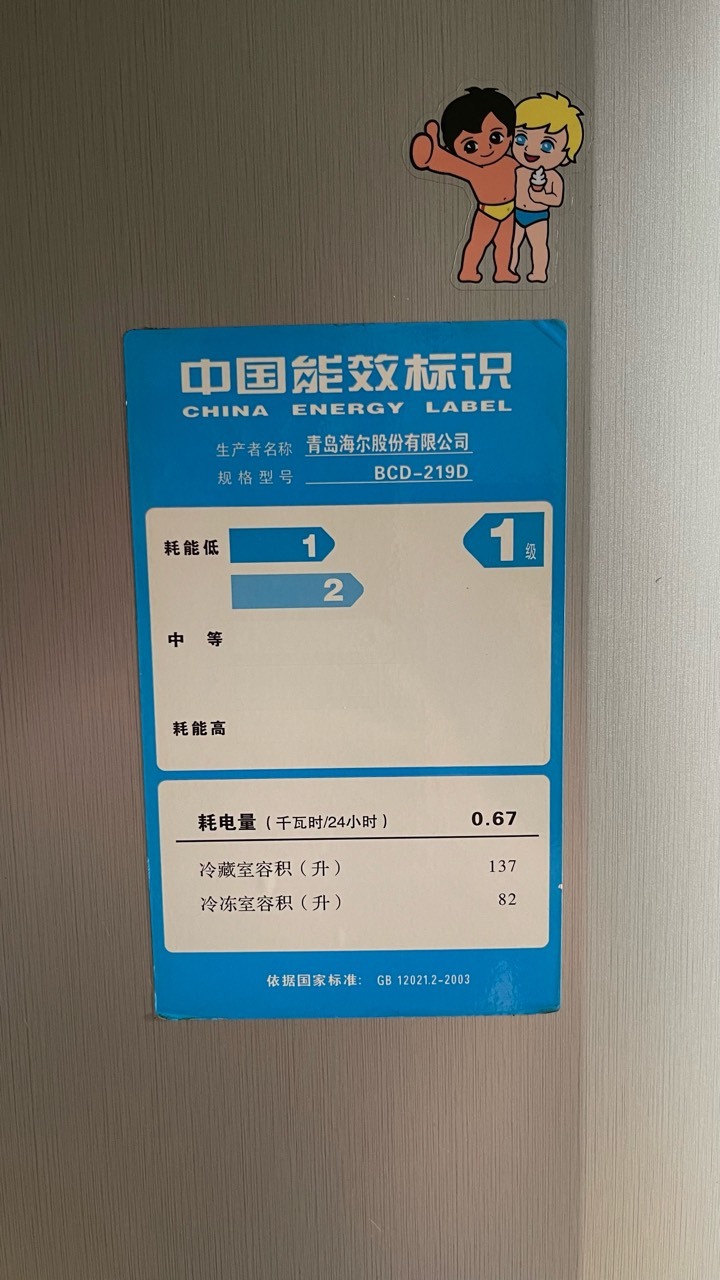 中国能效标识
CHINA ENERGY LABEL
生产者名称 青岛海尔股份有限公司
规格型号 BCD-219D
耗能低 1 1级
2
中 等
耗能高
耗电量（千瓦时/24小时） 0.67
冷藏室容积（升） 137
冷冻室容积（升） 82
依据国家标准： GB 12021.2-2003